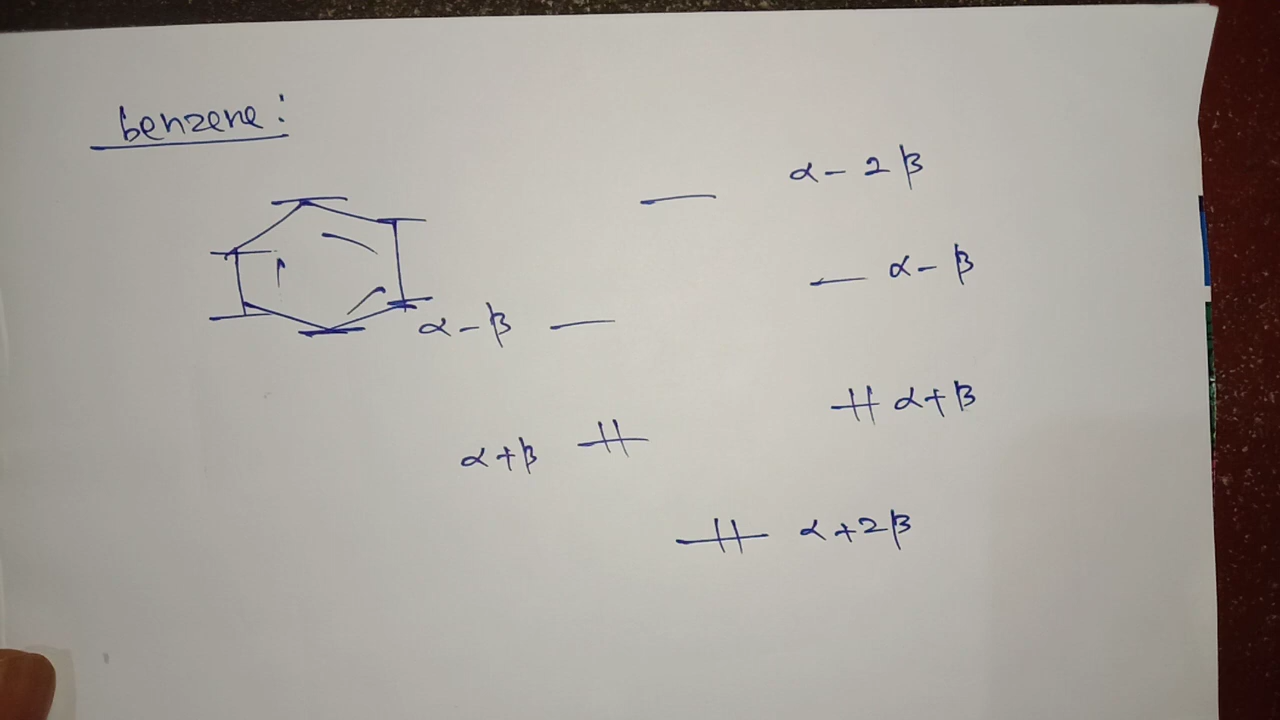 benzene:
α - 2β
α - β
α - β
α + β
α + β
α + 2β